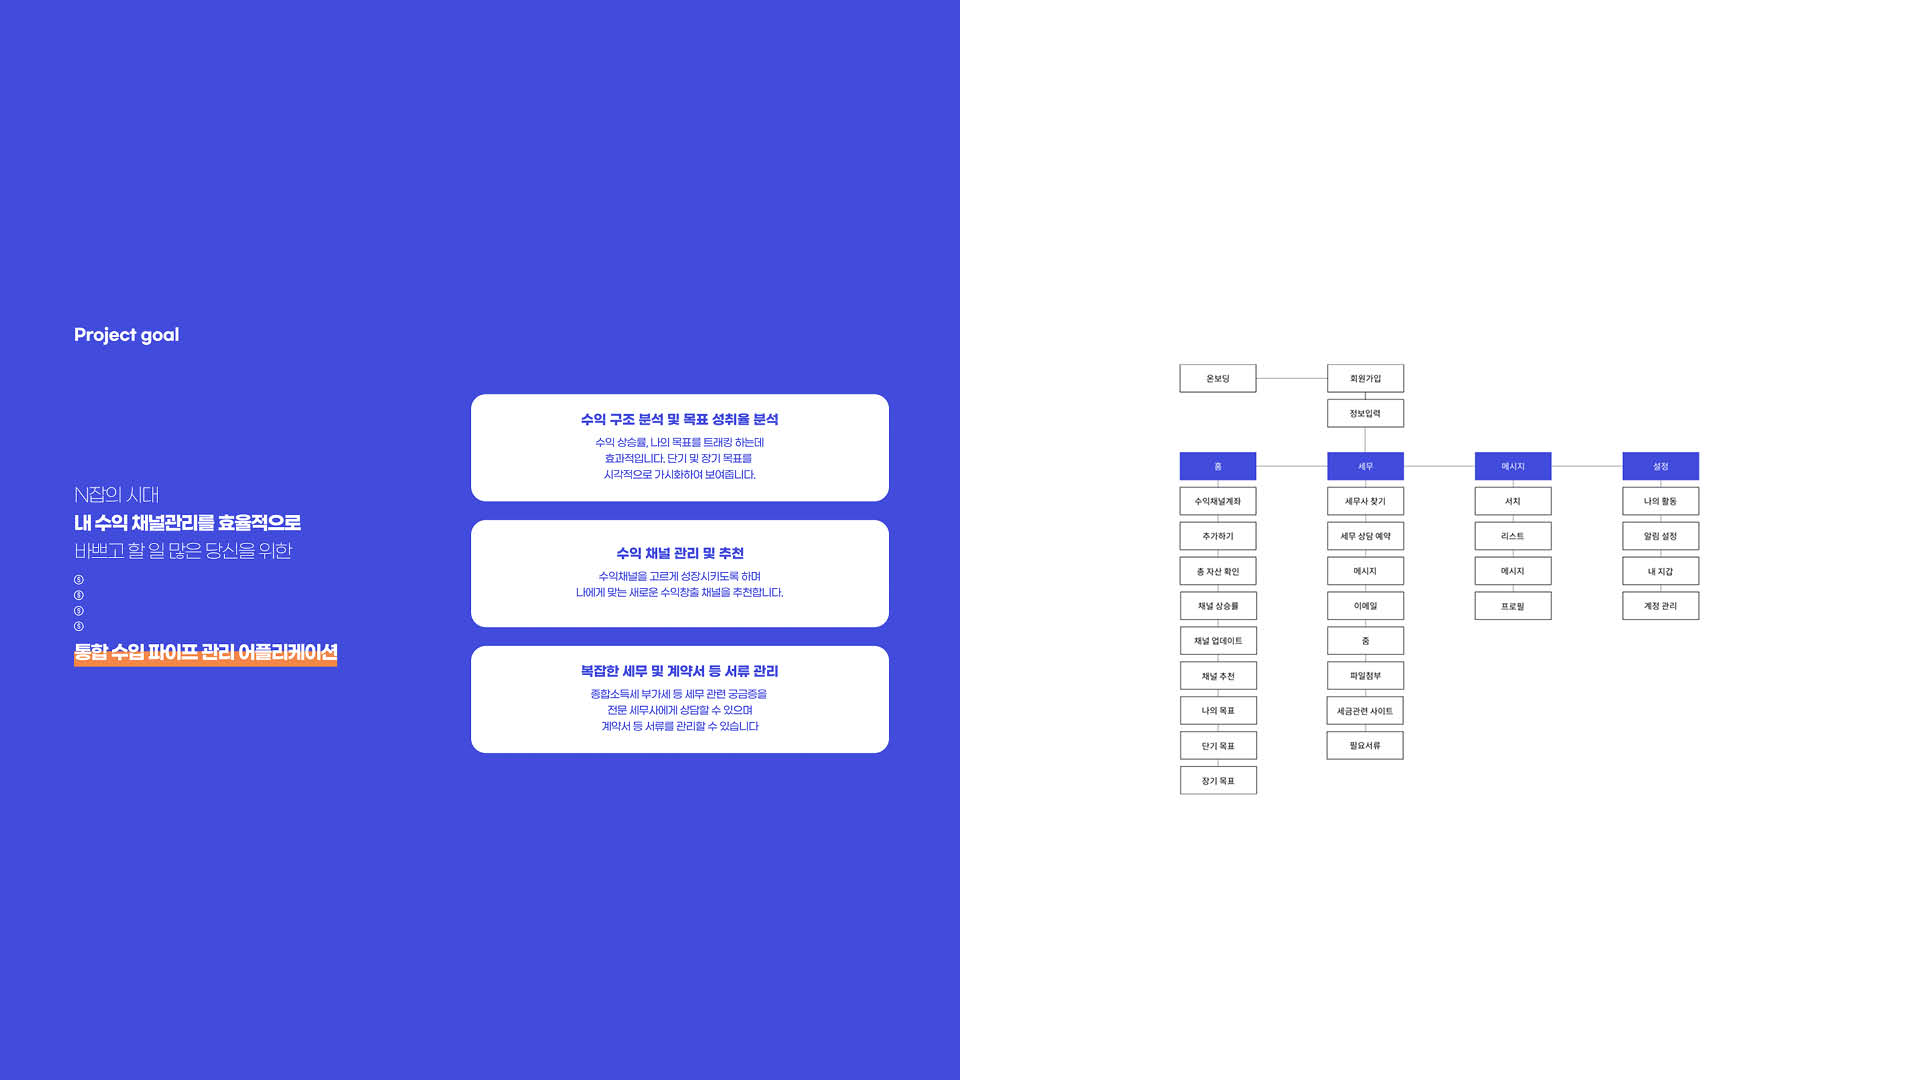 Project goal
N잡의 시대
내 수익 채널관리를 효율적으로
바쁘고 할 일 많은 당신을 위한
통합 수입 파이프 관리 어플리케이션
수익 구조 분석 및 목표 성취율 분석
수익 상승률, 나의 목표를 트래킹 하는데
효과적입니다. 단기 및 장기 목표를
시각적으로 가시화하여 보여줍니다.
수익 채널 관리 및 추천
수익채널을 고르게 성장시키도록 하며
나에게 맞는 새로운 수익창출 채널을 추천합니다.
복잡한 세무 및 계약서 등 서류 관리
종합소득세 부가세 등 세무 관련 궁금증을
전문 세무사에게 상담할 수 있으며
계약서 등 서류를 관리할 수 있습니다
온보딩
회원가입
정보입력
홈
수익채널계좌
추가하기
총 자산 확인
채널 상승률
채널 업데이트
채널 추천
나의 목표
단기 목표
장기 목표
세무
세무사 찾기
세무 상담 예약
메시지
이메일
줌
파일첨부
세금관련 사이트
필요서류
메시지
서치
리스트
메시지
프로필
설정
나의 활동
알림 설정
내 지갑
계정 관리